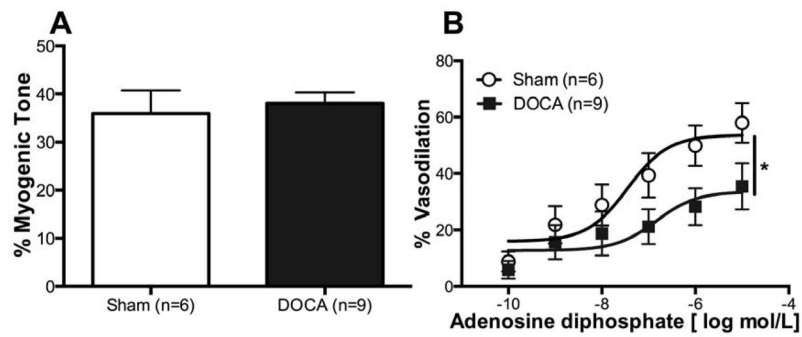 A
% Myogenic Tone
50
40
30
20
10
0
Sham (n=6)
DOCA (n=9)
B
% Vasodilation
80
60
40
20
0
Sham (n=6)
DOCA (n=9)
*
-10
-8
-6
-4
Adenosine diphosphate [ log mol/L]